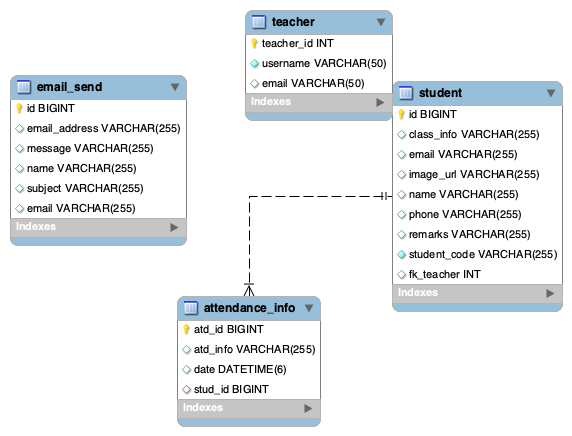 teacher
teacher_id INT
username VARCHAR(50)
email VARCHAR(50)
Indexes
email_send
id BIGINT
email_address VARCHAR(255)
message VARCHAR(255)
name VARCHAR(255)
subject VARCHAR(255)
email VARCHAR(255)
Indexes
student
id BIGINT
class_info VARCHAR(255)
email VARCHAR(255)
image_url VARCHAR(255)
name VARCHAR(255)
phone VARCHAR(255)
remarks VARCHAR(255)
student_code VARCHAR(255)
fk_teacher INT
Indexes
attendance_info
atd_id BIGINT
atd_info VARCHAR(255)
date DATETIME(6)
stud_id BIGINT
Indexes